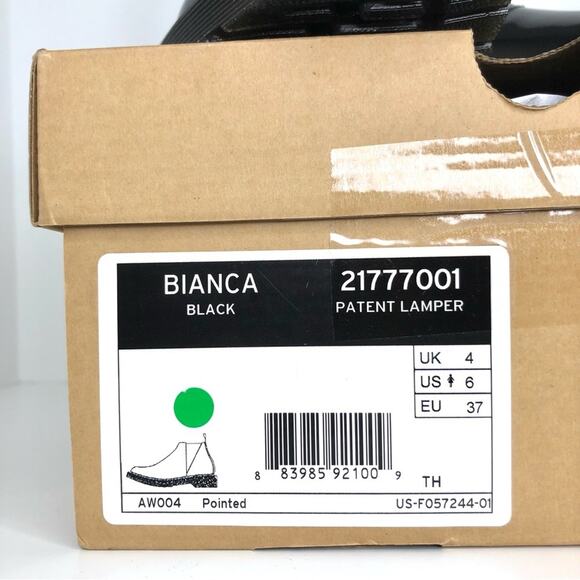 BIANCA 21777001
BLACK PATENT LAMPER
UK 4
US 6
EU 37
8 83985 92100 9
TH
AW004 Pointed US-F057244-01